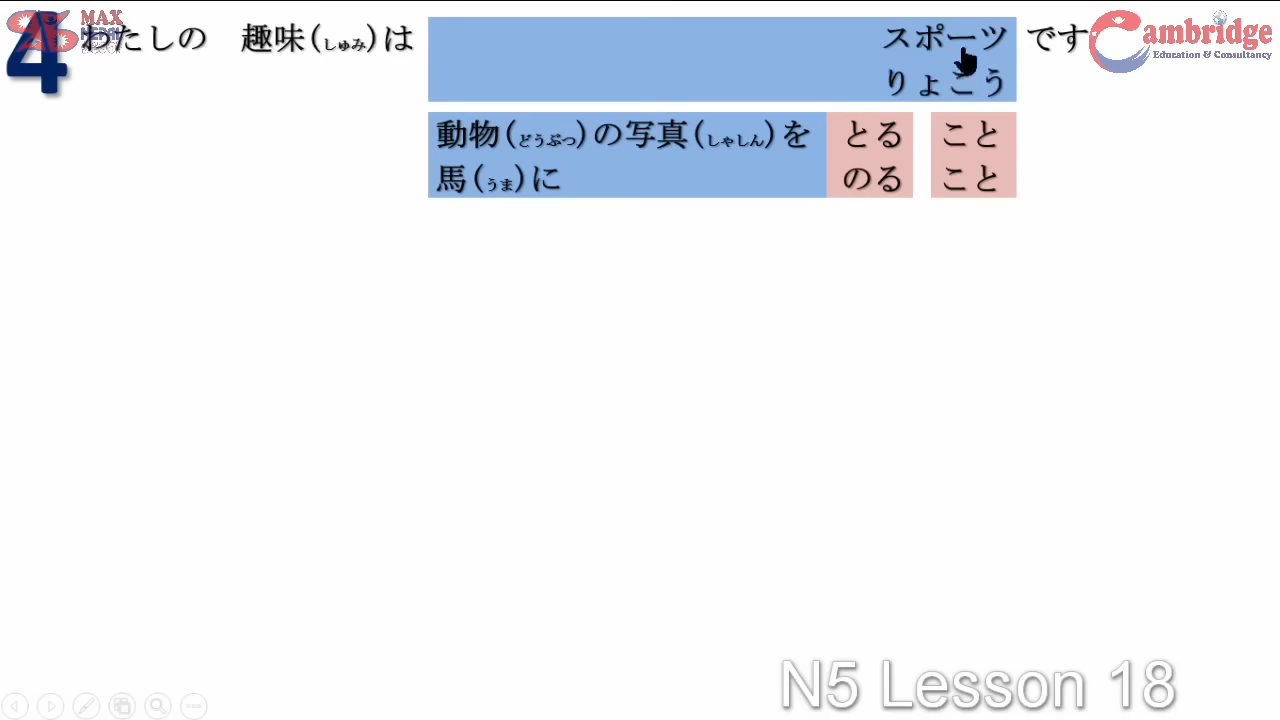 4
MAX
NEPAL
わたしの 趣味(しゅみ)は スポーツ です
りょこう
動物(どうぶつ)の写真(しゃしん)を とる こと
馬(うま)に のる こと
Cambridge
Education & Consultancy
N5 Lesson 18